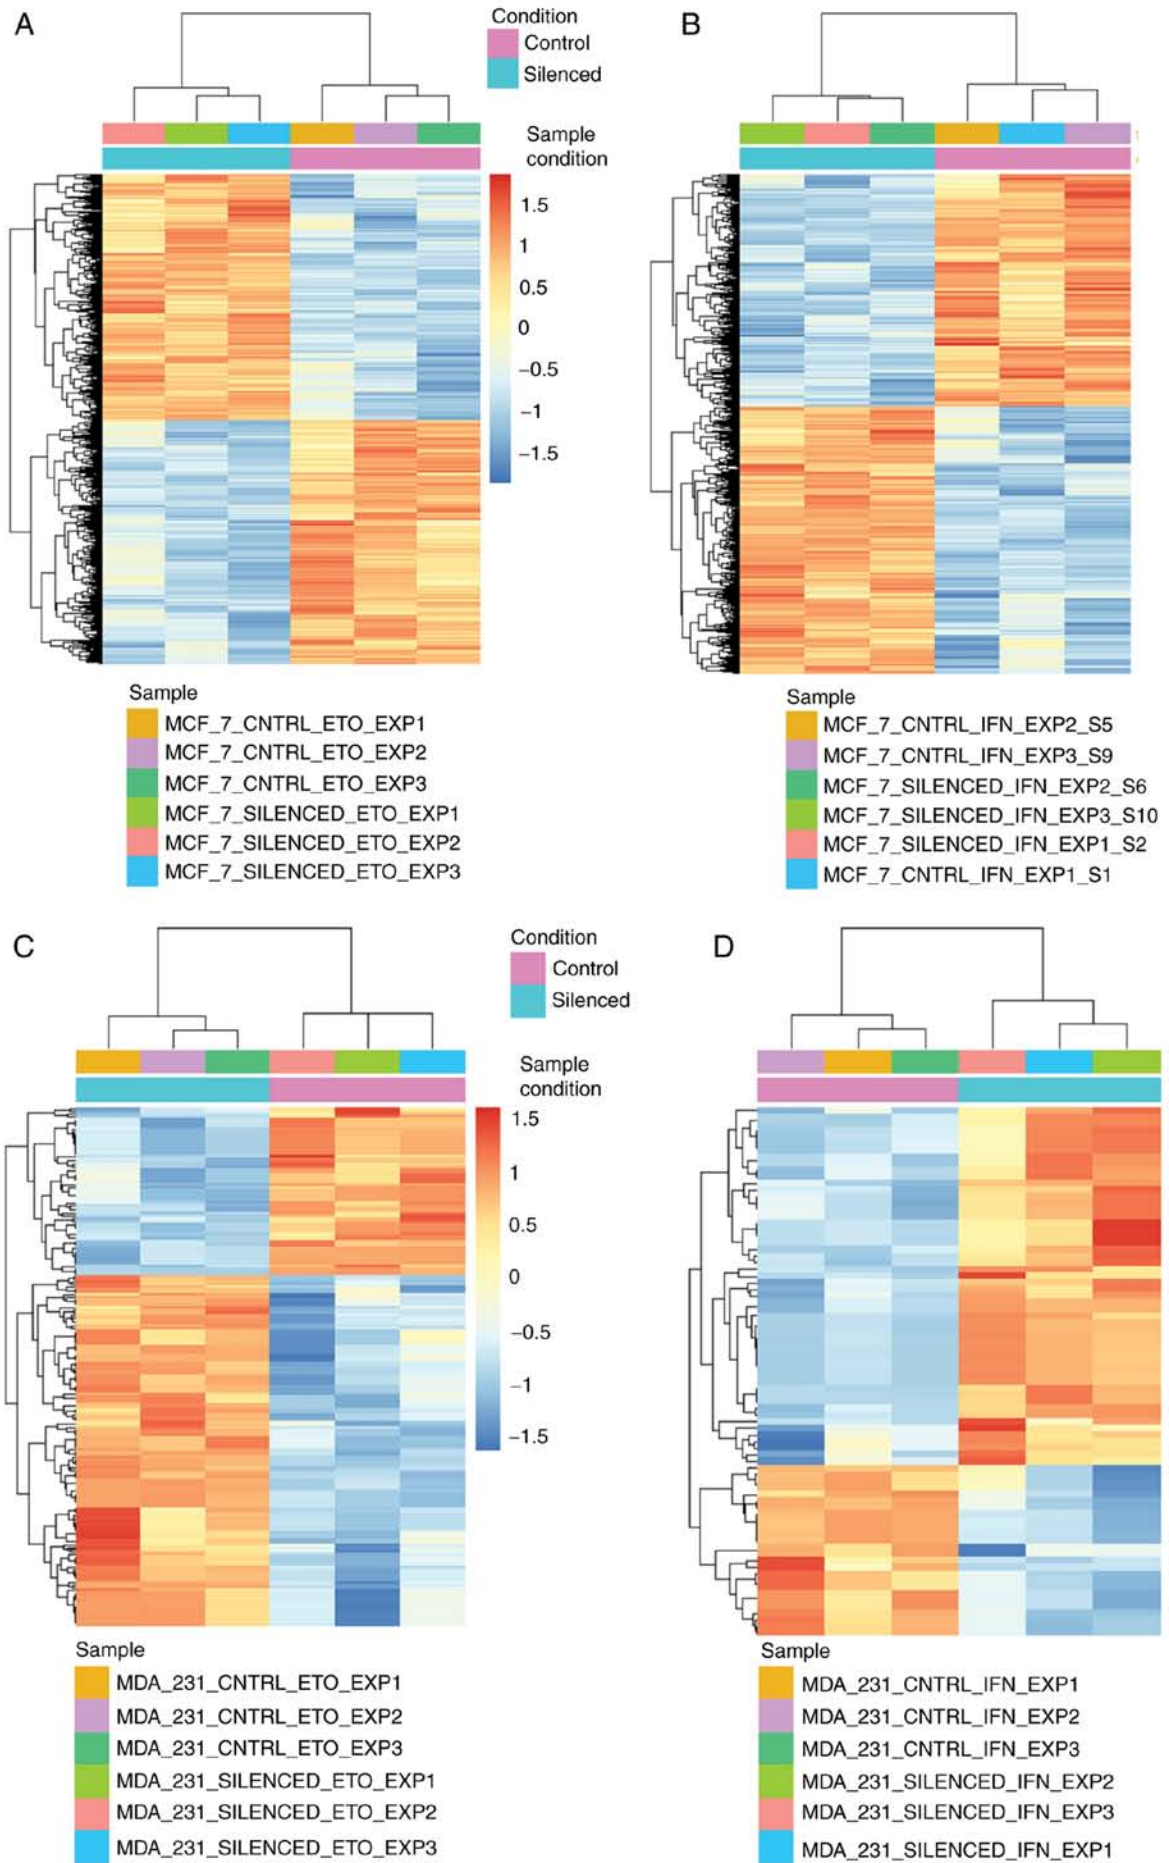 A
Condition
Control
Silenced
Sample
condition
1.5
1
0.5
0
−0.5
−1
−1.5
Sample
MCF_7_CNTRL_ETO_EXP1
MCF_7_CNTRL_ETO_EXP2
MCF_7_CNTRL_ETO_EXP3
MCF_7_SILENCED_ETO_EXP1
MCF_7_SILENCED_ETO_EXP2
MCF_7_SILENCED_ETO_EXP3
B
Sample
MCF_7_CNTRL_IFN_EXP2_S5
MCF_7_CNTRL_IFN_EXP3_S9
MCF_7_SILENCED_IFN_EXP2_S6
MCF_7_SILENCED_IFN_EXP3_S10
MCF_7_SILENCED_IFN_EXP1_S2
MCF_7_CNTRL_IFN_EXP1_S1
C
Condition
Control
Silenced
Sample
condition
1.5
1
0.5
0
−0.5
−1
−1.5
Sample
MDA_231_CNTRL_ETO_EXP1
MDA_231_CNTRL_ETO_EXP2
MDA_231_CNTRL_ETO_EXP3
MDA_231_SILENCED_ETO_EXP1
MDA_231_SILENCED_ETO_EXP2
MDA_231_SILENCED_ETO_EXP3
D
Sample
MDA_231_CNTRL_IFN_EXP1
MDA_231_CNTRL_IFN_EXP2
MDA_231_CNTRL_IFN_EXP3
MDA_231_SILENCED_IFN_EXP2
MDA_231_SILENCED_IFN_EXP3
MDA_231_SILENCED_IFN_EXP1